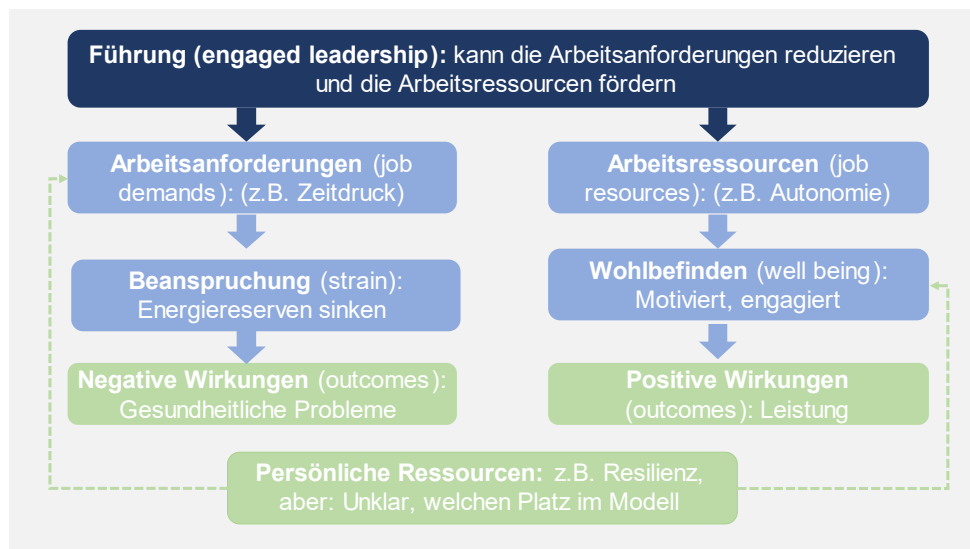 Führung (engaged leadership): kann die Arbeitsanforderungen reduzieren
und die Arbeitsressourcen fördern
Arbeitsanforderungen (job
demands): (z.B. Zeitdruck)
Arbeitsressourcen (job
resources): (z.B. Autonomie)
Beanspruchung (strain):
Energiereserven sinken
Wohlbefinden (well being):
Motiviert, engagiert
Negative Wirkungen (outcomes):
Gesundheitliche Probleme
Positive Wirkungen
(outcomes): Leistung
Persönliche Ressourcen: z.B. Resilienz,
aber: Unklar, welchen Platz im Modell